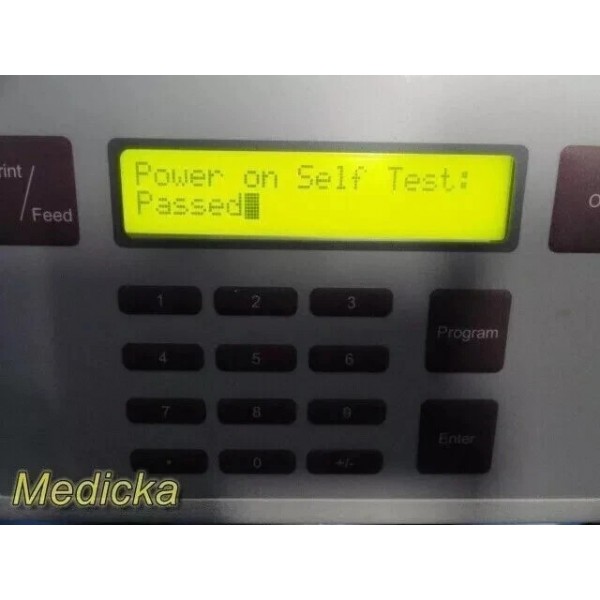 Power on Self Test:
Passed
rint
/
Feed
O
1 2 3
Program
4 5 6
7 8 9
Enter
. 0 +/-
Medicka